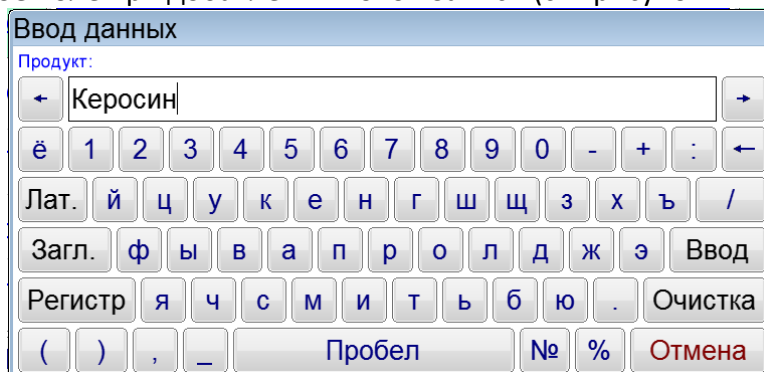 Ввод данных
Продукт:
← Керосин →
ё 1 2 3 4 5 6 7 8 9 0 - + : ←
Лат. й ц у к е н г ш щ з х ъ /
Загл. ф ы в а п р о л д ж э Ввод
Регистр я ч с м и т ь б ю . Очистка
( ) , _ Пробел № % Отмена